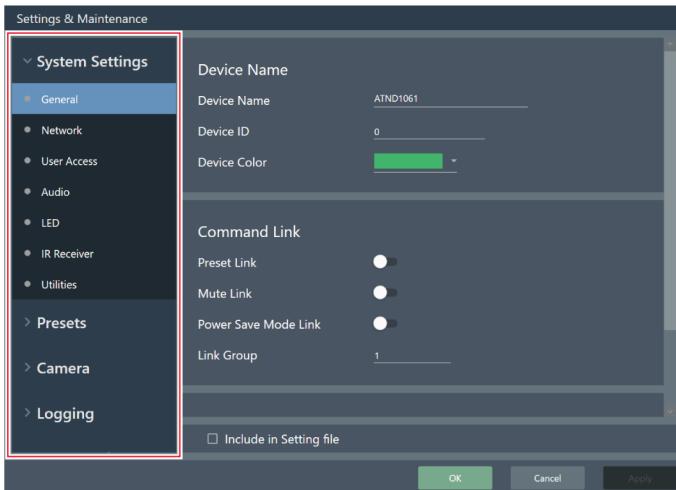 Settings & Maintenance
System Settings
General
Network
User Access
Audio
LED
IR Receiver
Utilities
Presets
Camera
Logging
Device Name
Device Name ATND1061
Device ID 0
Device Color
Command Link
Preset Link
Mute Link
Power Save Mode Link
Link Group 1
Include in Setting file
OK Cancel Apply